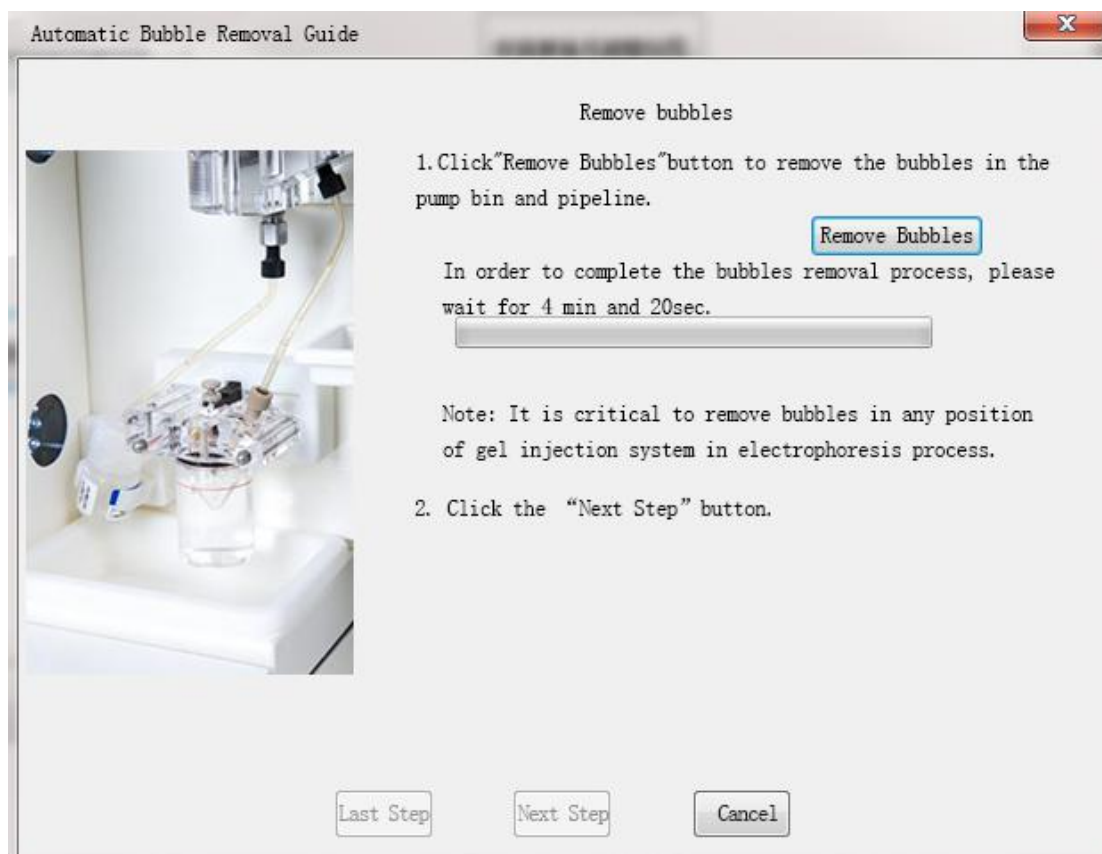 Automatic Bubble Removal Guide
X
Remove bubbles
1.Click"Remove Bubbles"button to remove the bubbles in the
pump bin and pipeline.
Remove Bubbles
In order to complete the bubbles removal process, please
wait for 4 min and 20sec.
Note: It is critical to remove bubbles in any position
of gel injection system in electrophoresis process.
2. Click the “Next Step” button.
Last Step
Next Step
Cancel